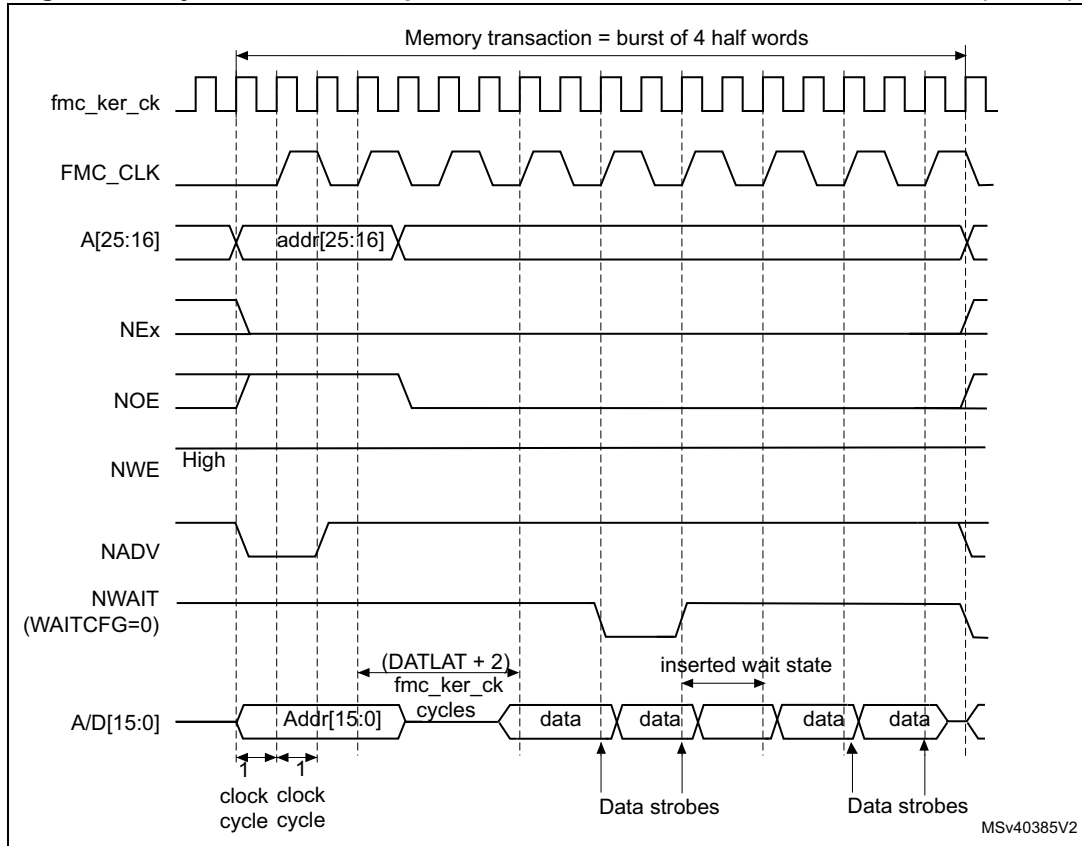 Memory transaction = burst of 4 half words
fmc_ker_ck
FMC_CLK
A[25:16]
addr[25:16]
NEx
NOE
NWE
High
NADV
NWAIT
(WAITCFG=0)
(DATLAT + 2)
fmc_ker_ck
cycles
inserted wait state
A/D[15:0]
Addr[15:0]
data
data
data
data
1
clock
cycle
1
clock
cycle
Data strobes
Data strobes
MSv40385V2